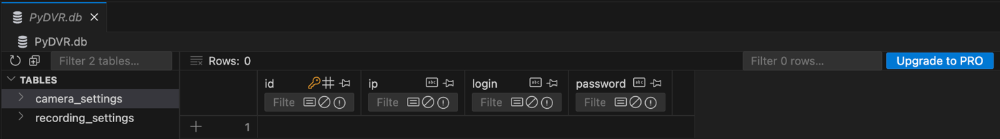 PyDVR.db
PyDVR.db
Filter 2 tables...
Rows: 0
Filter 0 rows...
Upgrade to PRO
TABLES
id ip login password
camera_settings
Filte Filte Filte Filte
recording_settings
1